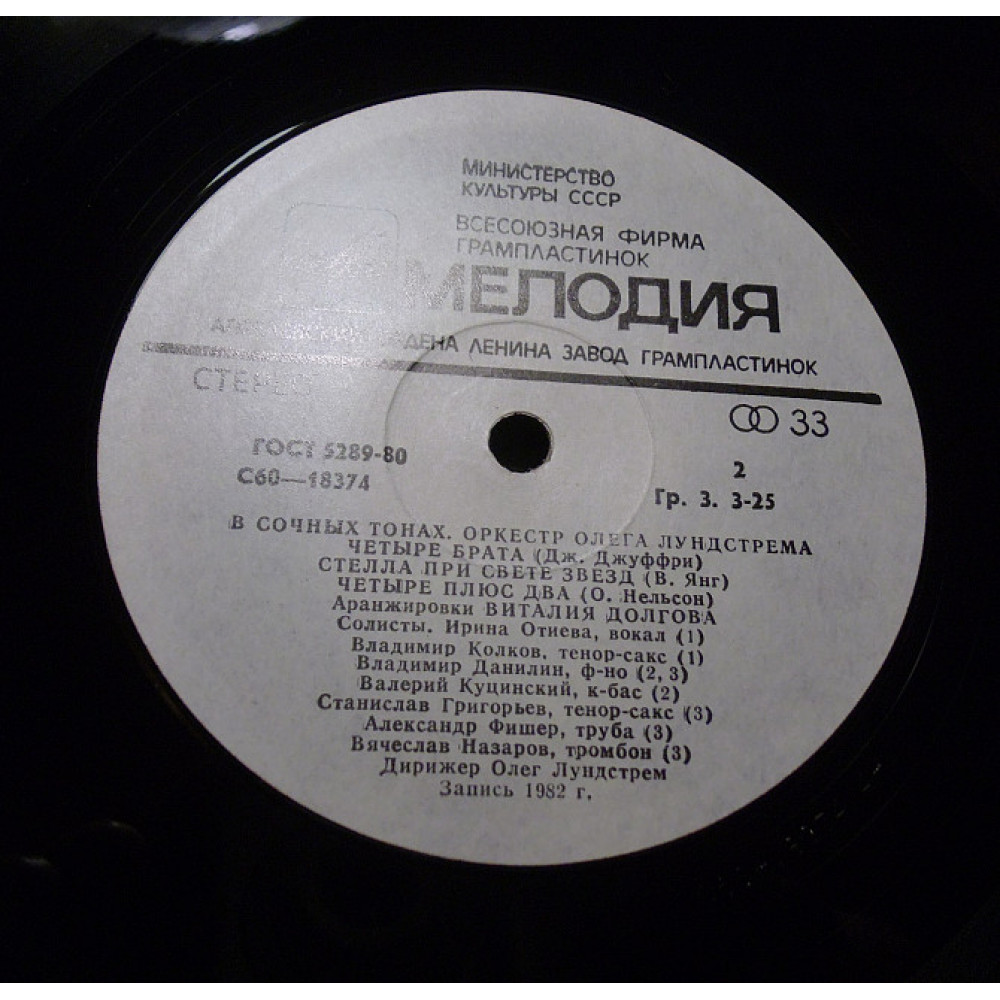 МИНИСТЕРСТВО
КУЛЬТУРЫ СССР
ВСЕСОЮЗНАЯ ФИРМА
ГРАМПЛАСТИНОК
МЕЛОДИЯ
ОРДЕНА ЛЕНИНА ЗАВОД ГРАМПЛАСТИНОК
СТЕРЕО
33
ГОСТ 5289-80
2
С60—18374
Гр. 3. 3-25
В СОЧНЫХ ТОНАХ. ОРКЕСТР ОЛЕГА ЛУНДСТРЕМА
ЧЕТЫРЕ БРАТА (Дж. Джуффри)
СТЕЛЛА ПРИ СВЕТЕ ЗВЕЗД (В. Янг)
ЧЕТЫРЕ ПЛЮС ДВА (О. Нельсон)
Аранжировки ВИТАЛИЯ ДОЛГОВА
Солисты. Ирина Отиева, вокал (1)
Владимир Колков. тенор-сакс (1)
Владимир Данилин, ф-но (2, 3)
Валерий Куцинский, к-бас (2)
Станислав Григорьев, тенор-сакс (3)
Александр Фишер, труба (3)
Вячеслав Назаров, тромбон (3)
Дирижер Олег Лундстрем
Запись 1982 г,